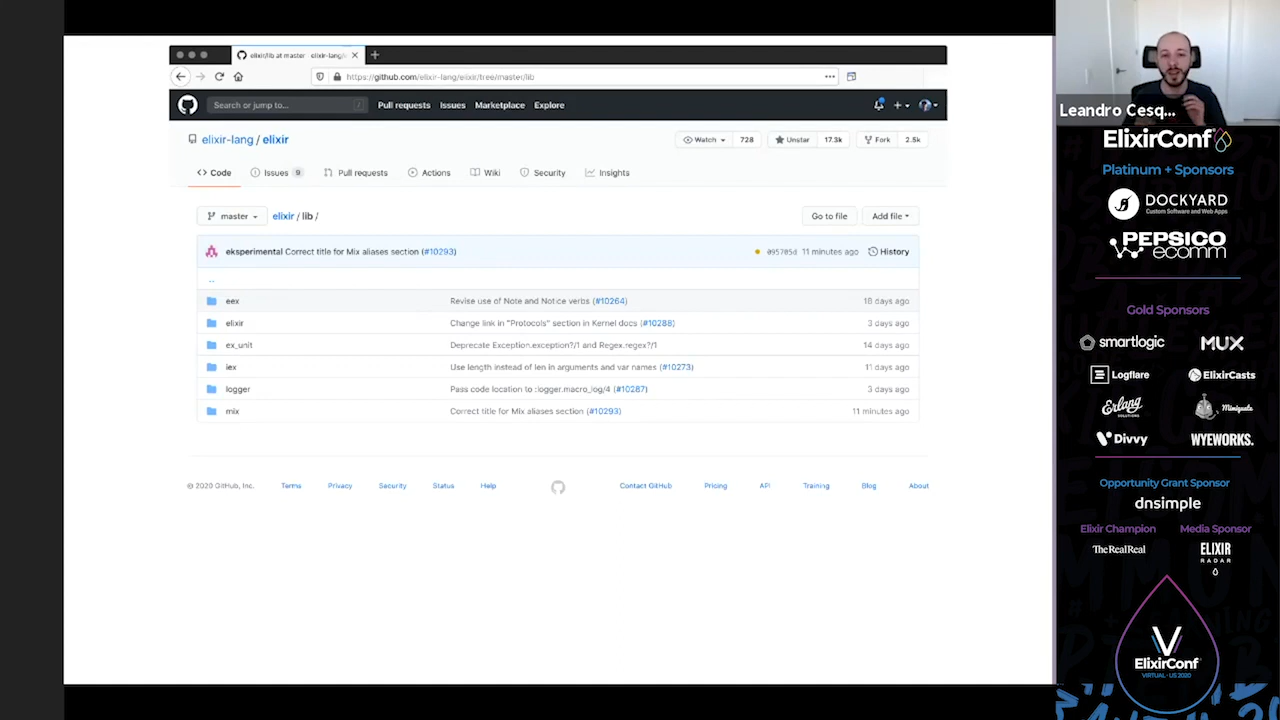 elixir/lib at master · elixir-lang/e
https://github.com/elixir-lang/elixir/tree/master/lib
Search or jump to... /
Pull requests Issues Marketplace Explore
elixir-lang / elixir
Watch 728 Unstar 17.3k Fork 2.5k
Code Issues 9 Pull requests Actions Wiki Security Insights
master elixir / lib / Go to file Add file
eksperimental Correct title for Mix aliases section (#10293) 11 minutes ago History
..
eex Revise use of Note and Notice verbs (#10264) 18 days ago
elixir Change link in "Protocols" section in Kernel docs (#10288) 3 days ago
ex_unit Deprecate Exception.exception?/1 and Regex.regex?/1 14 days ago
iex Use length instead of len in arguments and var names (#10273) 11 days ago
logger Pass code location to :logger.macro_log/4 (#10287) 3 days ago
mix Correct title for Mix aliases section (#10293) 11 minutes ago
© 2020 GitHub, Inc. Terms Privacy Security Status Help Contact GitHub Pricing API Training Blog About
Leandro Cesq...
ElixirConf
Platinum + Sponsors
DOCKYARD
Custom Software and Web Apps
PEPSICO
ecomm
Gold Sponsors
smartlogic MUX
Logflare ElixirCasts
Erlang
SOLUTIONS
Miniquote
Divvy WYEWORKS.
Opportunity Grant Sponsor
dnsimple
Elixir Champion Media Sponsor
TheRealReal ELIXIR
RADAR
V
ElixirConf
VIRTUAL · US 2020